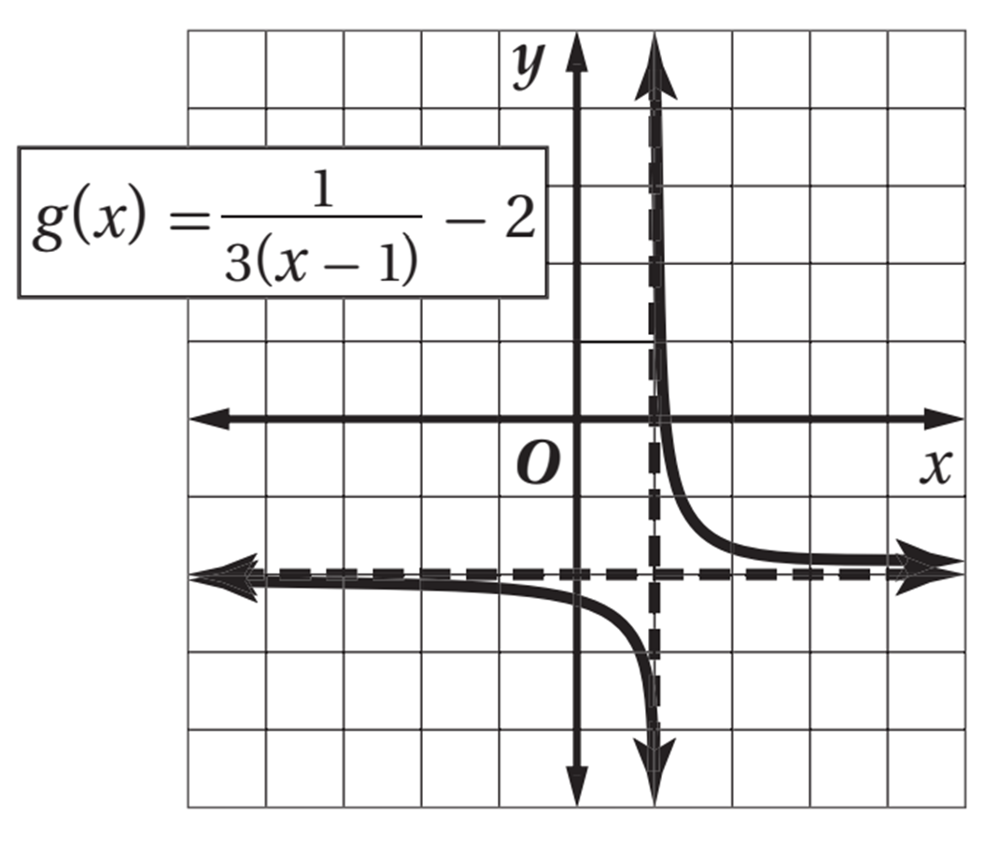 y
g(x) = 1/3(x − 1) − 2
O
x